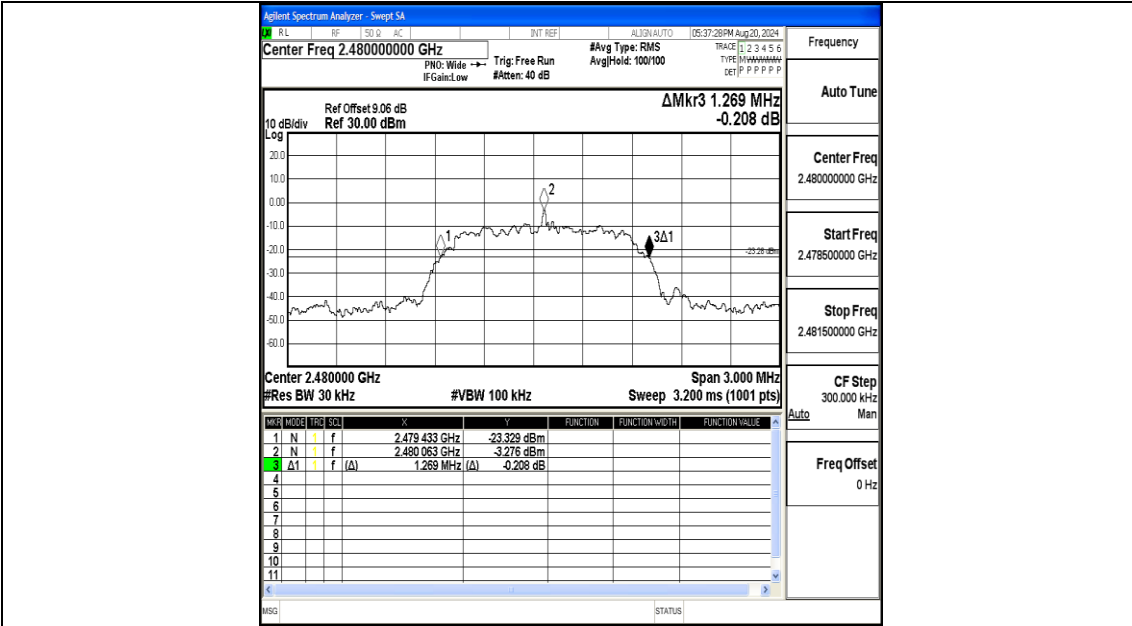 Agilent Spectrum Analyzer - Swept SA
RL RF 50 Ω AC INT REF ALIGN AUTO 05:37:28 PM Aug 20, 2024
Center Freq 2.480000000 GHz
PNO: Wide
IFGain:Low
Trig: Free Run
#Atten: 40 dB
#Avg Type: RMS
Avg|Hold: 100/100
TRACE 1 2 3 4 5 6
TYPE
DET P P P P P P
Ref Offset 9.06 dB
10 dB/div Ref 30.00 dBm
Log
ΔMkr3 1.269 MHz
-0.208 dB
20.0
10.0
0.00
-10.0
-20.0
-30.0
-40.0
-50.0
-60.0
1
2
3Δ1
-23.28 dBm
Center 2.480000 GHz Span 3.000 MHz
#Res BW 30 kHz #VBW 100 kHz Sweep 3.200 ms (1001 pts)
MKR MODE TRC SCL X Y FUNCTION FUNCTION WIDTH FUNCTION VALUE
1 N 1 f 2.479 433 GHz -23.329 dBm
2 N 1 f 2.480 063 GHz -3.276 dBm
3 Δ1 1 f (Δ) 1.269 MHz (Δ) -0.208 dB
4
5
6
7
8
9
10
11
MSG STATUS
Frequency
Auto Tune
Center Freq
2.480000000 GHz
Start Freq
2.478500000 GHz
Stop Freq
2.481500000 GHz
CF Step
300.000 kHz
Auto Man
Freq Offset
0 Hz